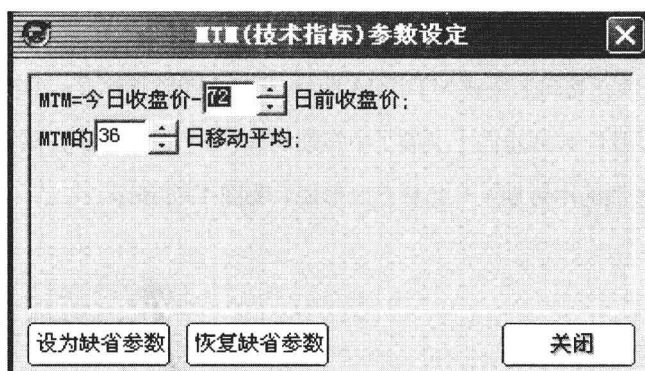 MTM(技术指标)参数设定
MTM=今日收盘价-72日前收盘价;
MTM的36日移动平均;
设为缺省参数 恢复缺省参数 关闭